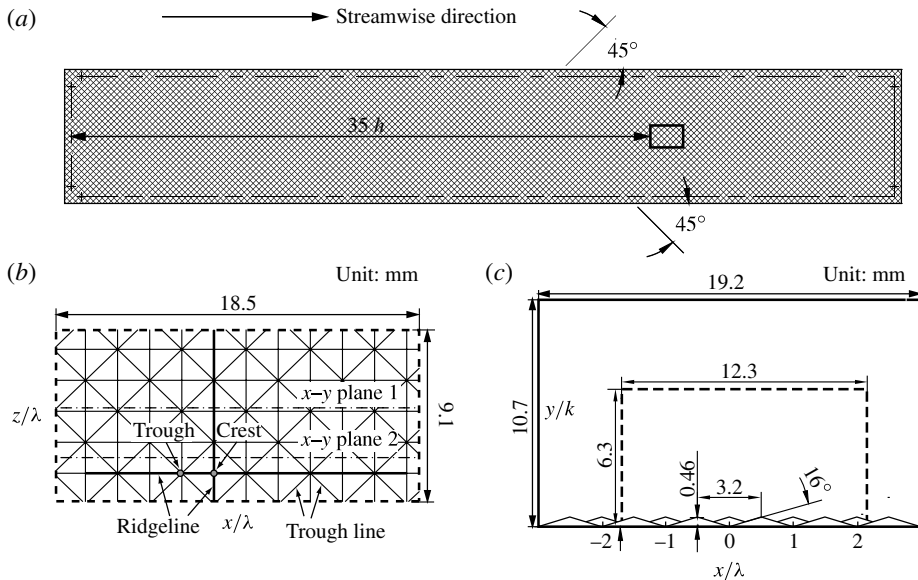 (a)
Streamwise direction
45°
35 h
45°
(b)
Unit: mm
18.5
x–y plane 1
z/λ
9.1
Trough
Crest
x–y plane 2
Ridgeline
x/λ
Trough line
(c)
Unit: mm
19.2
12.3
10.7
y/k
6.3
0.46
3.2
16°
–2
–1
0
1
2
x/λ